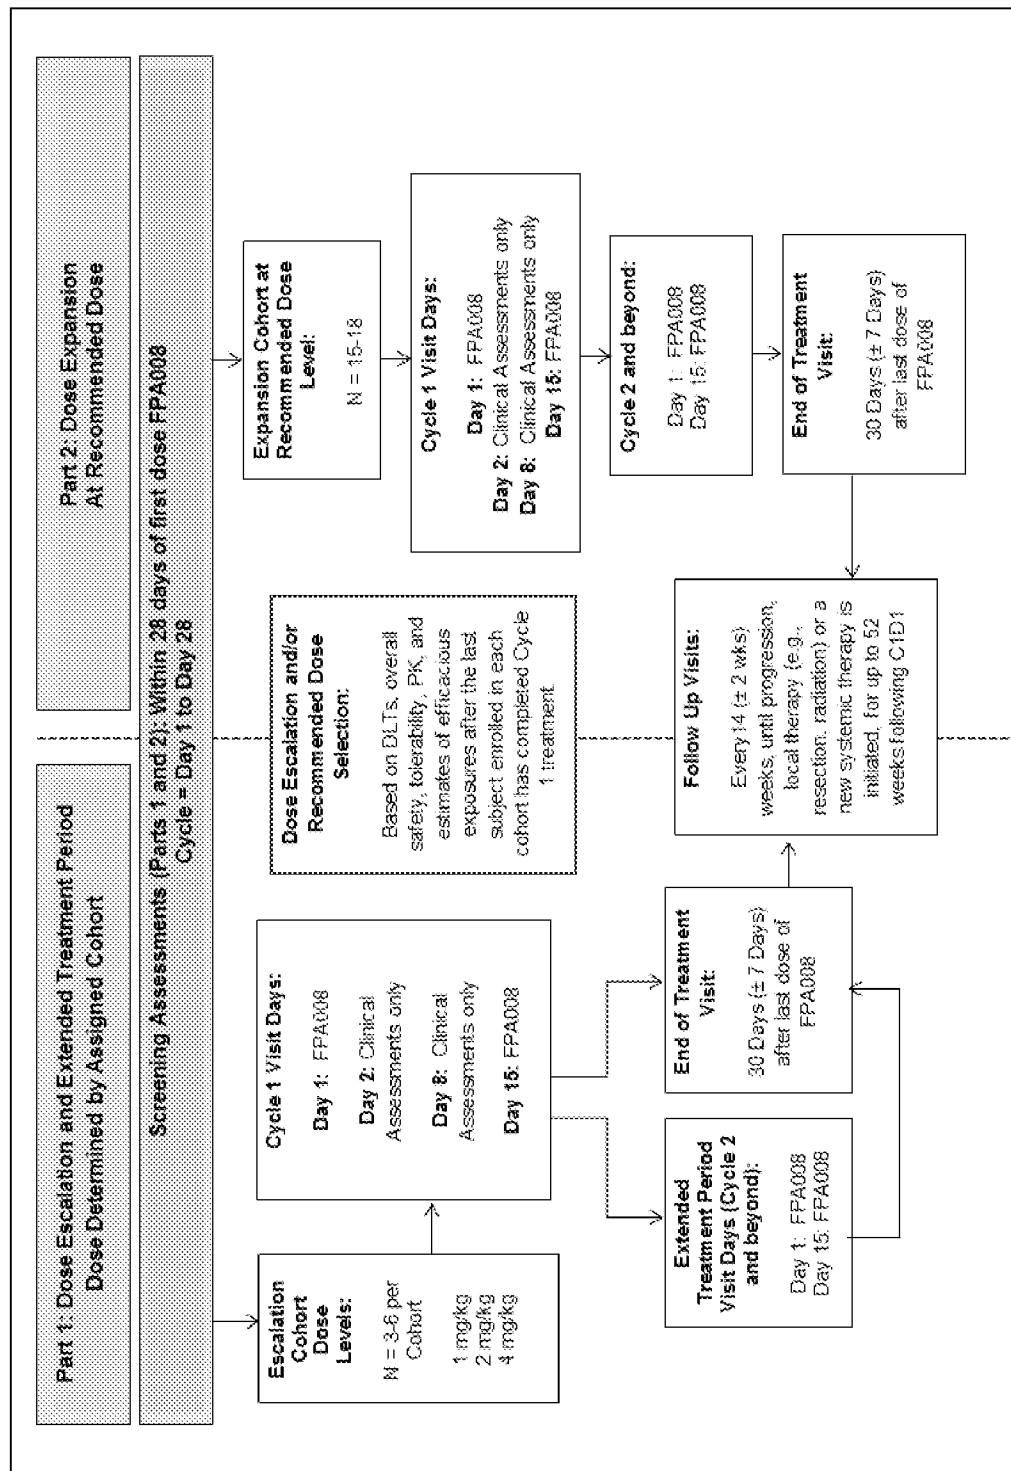 Part 1: Dose Escalation and Extended Treatment Period
Dose Determined by Assigned Cohort
Part 2: Dose Expansion
At Recommended Dose
Screening Assessments (Parts 1 and 2): Within 28 days of first dose FPA008
Cycle = Day 1 to Day 28
Escalation
Cohort Dose
Levels:
N = 3-6 per
Cohort
1 mg/kg
2 mg/kg
4 mg/kg
Cycle 1 Visit Days:
Day 1: FPA008
Day 2: Clinical
Assessments only
Day 8: Clinical
Assessments only
Day 15: FPA008
Extended
Treatment Period
Visit Days (Cycle 2
and beyond):
Day 1: FPA008
Day 15: FPA008
End of Treatment
Visit:
30 Days (± 7 Days)
after last dose of
FPA008
Dose Escalation and/or
Recommended Dose
Selection:
Based on DLTs, overall
safety, tolerability, PK, and
estimates of efficacious
exposures after the last
subject enrolled in each
cohort has completed Cycle
1 treatment
Follow Up Visits:
Every 14 (± 2 wks)
weeks, until progression,
local therapy (e.g.,
resection, radiation) or a
new systemic therapy is
initiated, for up to 52
weeks following C1D1
Expansion Cohort at
Recommended Dose
Level:
N = 15-18
Cycle 1 Visit Days:
Day 1: FPA008
Day 2: Clinical Assessments only
Day 8: Clinical Assessments only
Day 15: FPA008
Cycle 2 and beyond:
Day 1: FPA008
Day 15: FPA008
End of Treatment
Visit:
30 Days (± 7 Days)
after last dose of
FPA008